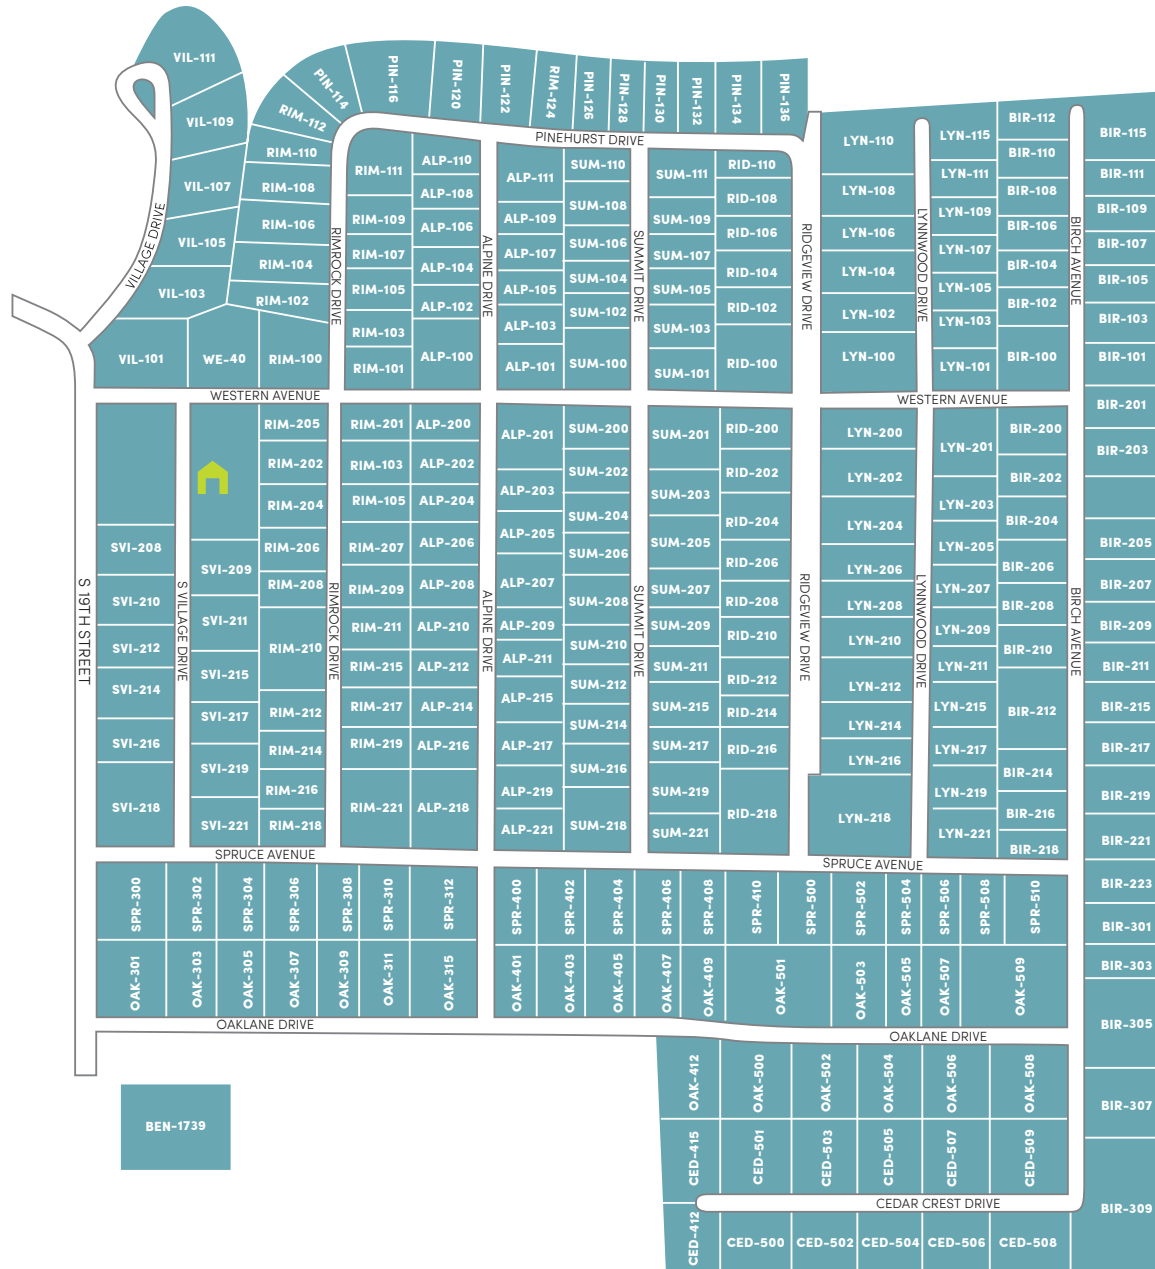 VIL-111
VIL-109
VIL-107
VIL-105
VIL-103
VIL-101
WE-40
VILLAGE DRIVE
PIN-114
RIM-112
RIM-110
RIM-108
RIM-106
RIM-104
RIM-102
RIM-100
PIN-116
PIN-120
PIN-122
RIM-124
PIN-126
PIN-128
PIN-130
PIN-132
PIN-134
PIN-136
PINEHURST DRIVE
RIMROCK DRIVE
RIM-111
RIM-109
RIM-107
RIM-105
RIM-103
RIM-101
ALP-110
ALP-108
ALP-106
ALP-104
ALP-102
ALP-100
ALPINE DRIVE
ALP-111
ALP-109
ALP-107
ALP-105
ALP-103
ALP-101
SUM-110
SUM-108
SUM-106
SUM-104
SUM-102
SUM-100
SUMMIT DRIVE
SUM-111
SUM-109
SUM-107
SUM-105
SUM-103
SUM-101
RID-110
RID-108
RID-106
RID-104
RID-102
RID-100
RIDGEVIEW DRIVE
LYN-110
LYN-108
LYN-106
LYN-104
LYN-102
LYN-100
LYNNWOOD DRIVE
LYN-115
LYN-111
LYN-109
LYN-107
LYN-105
LYN-103
LYN-101
BIR-112
BIR-110
BIR-108
BIR-106
BIR-104
BIR-102
BIR-100
BIRCH AVENUE
BIR-115
BIR-111
BIR-109
BIR-107
BIR-105
BIR-103
BIR-101
BIR-201
BIR-203
BIR-205
BIR-207
BIR-209
BIR-211
BIR-215
BIR-217
BIR-219
BIR-221
BIR-223
BIR-301
BIR-303
BIR-305
BIR-307
BIR-309
WESTERN AVENUE
WESTERN AVENUE
S 19TH STREET
SVI-208
SVI-210
SVI-212
SVI-214
SVI-216
SVI-218
S VILLAGE DRIVE
SVI-209
SVI-211
SVI-215
SVI-217
SVI-219
SVI-221
RIM-205
RIM-202
RIM-204
RIM-206
RIM-208
RIM-210
RIM-212
RIM-214
RIM-216
RIM-218
RIMROCK DRIVE
RIM-201
RIM-103
RIM-105
RIM-207
RIM-209
RIM-211
RIM-215
RIM-217
RIM-219
RIM-221
ALP-200
ALP-202
ALP-204
ALP-206
ALP-208
ALP-210
ALP-212
ALP-214
ALP-216
ALP-218
ALPINE DRIVE
ALP-201
ALP-203
ALP-205
ALP-207
ALP-209
ALP-211
ALP-215
ALP-217
ALP-219
ALP-221
SUM-200
SUM-202
SUM-204
SUM-206
SUM-208
SUM-210
SUM-212
SUM-214
SUM-216
SUM-218
SUMMIT DRIVE
SUM-201
SUM-203
SUM-205
SUM-207
SUM-209
SUM-211
SUM-215
SUM-217
SUM-219
SUM-221
RID-200
RID-202
RID-204
RID-206
RID-208
RID-210
RID-212
RID-214
RID-216
RID-218
RIDGEVIEW DRIVE
LYN-200
LYN-202
LYN-204
LYN-206
LYN-208
LYN-210
LYN-212
LYN-214
LYN-216
LYN-218
LYNNWOOD DRIVE
LYN-201
LYN-203
LYN-205
LYN-207
LYN-209
LYN-211
LYN-215
LYN-217
LYN-219
LYN-221
BIR-200
BIR-202
BIR-204
BIR-206
BIR-208
BIR-210
BIR-212
BIR-214
BIR-216
BIR-218
BIRCH AVENUE
SPRUCE AVENUE
SPRUCE AVENUE
SPR-300
SPR-302
SPR-304
SPR-306
SPR-308
SPR-310
SPR-312
SPR-400
SPR-402
SPR-404
SPR-406
SPR-408
SPR-410
SPR-500
SPR-502
SPR-504
SPR-506
SPR-508
SPR-510
OAK-301
OAK-303
OAK-305
OAK-307
OAK-309
OAK-311
OAK-315
OAK-401
OAK-403
OAK-405
OAK-407
OAK-409
OAK-501
OAK-503
OAK-505
OAK-507
OAK-509
OAKLANE DRIVE
OAKLANE DRIVE
OAK-412
OAK-500
OAK-502
OAK-504
OAK-506
OAK-508
BEN-1739
CED-415
CED-501
CED-503
CED-505
CED-507
CED-509
CEDAR CREST DRIVE
CED-412
CED-500
CED-502
CED-504
CED-506
CED-508